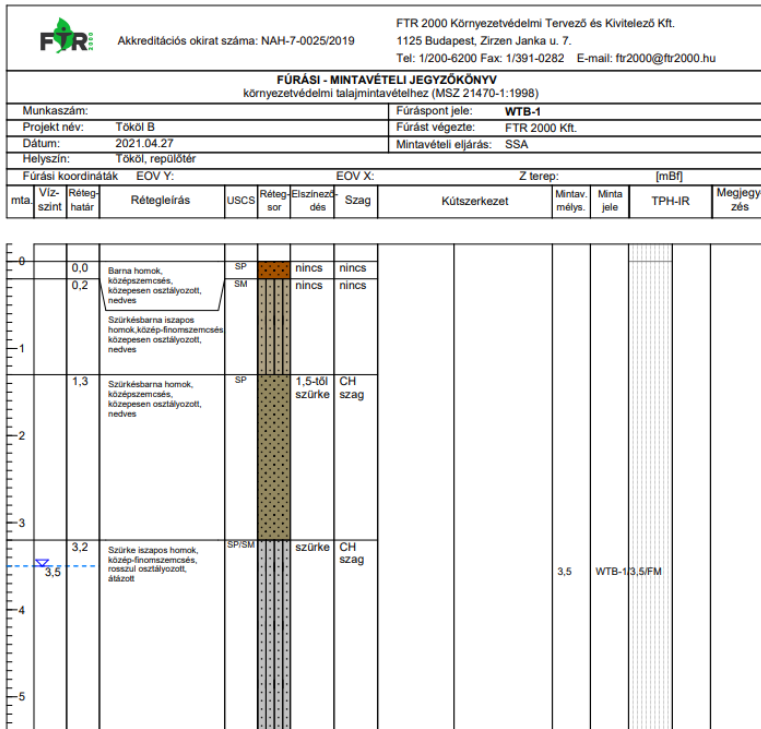 FTR 2000
Akkreditációs okirat száma: NAH-7-0025/2019
FTR 2000 Környezetvédelmi Tervező és Kivitelező Kft.
1125 Budapest, Zirzen Janka u. 7.
Tel: 1/200-6200 Fax: 1/391-0282 E-mail: ftr2000@ftr2000.hu
FÚRÁSI - MINTAVÉTELI JEGYZŐKÖNYV
környezetvédelmi talajmintavételhez (MSZ 21470-1:1998)
Munkaszám:
Fúráspont jele: WTB-1
Projekt név: Tököl B
Fúrást végezte: FTR 2000 Kft.
Dátum: 2021.04.27
Mintavételi eljárás: SSA
Helyszín: Tököl, repülőtér
Fúrási koordináták EOV Y: EOV X: Z terep: [mBf]
mta.
Víz-
szint
Réteg-
határ
Rétegleírás
USCS
Réteg-
sor
Elszínező-
dés
Szag
Kútszerkezet
Mintav.
mélys.
Minta
jele
TPH-IR
Megjegy-
zés
0
0,0
Barna homok,
középszemcsés,
közepesen osztályozott,
nedves
SP
nincs
nincs
0,2
Szürkésbarna iszapos
homok,közép-finomszemcsés
közepesen osztályozott,
nedves
SM
nincs
nincs
1
1,3
Szürkésbarna homok,
középszemcsés,
közepesen osztályozott,
nedves
SP
1,5-től
szürke
CH
szag
2
3
3,2
Szürke iszapos homok,
közép-finomszemcsés,
rosszul osztályozott,
átázott
SP/SM
szürke
CH
szag
3,5
3,5
WTB-1/3,5/FM
4
5